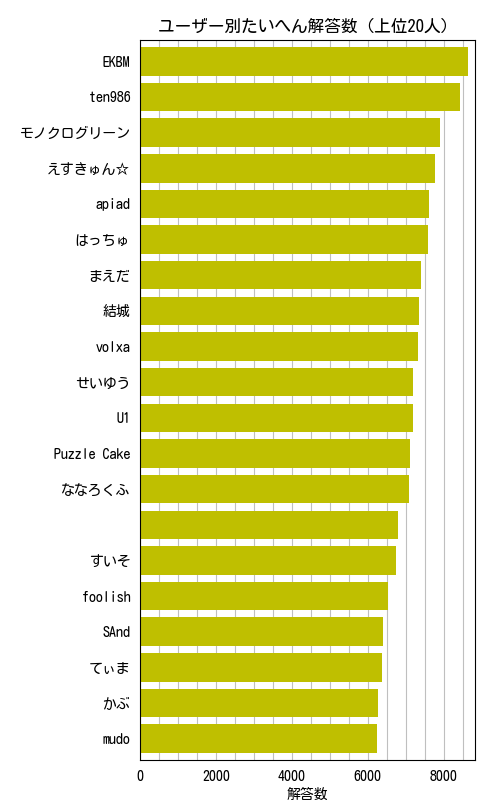 ユーザー別たいへん解答数（上位20人）
EKBM
ten986
モノクログリーン
えすきゅん☆
apiad
はっちゅ
まえだ
結城
volxa
せいゆう
U1
Puzzle Cake
ななろくふ
すいそ
foolish
SAnd
てぃま
かぶ
mudo
0 2000 4000 6000 8000
解答数